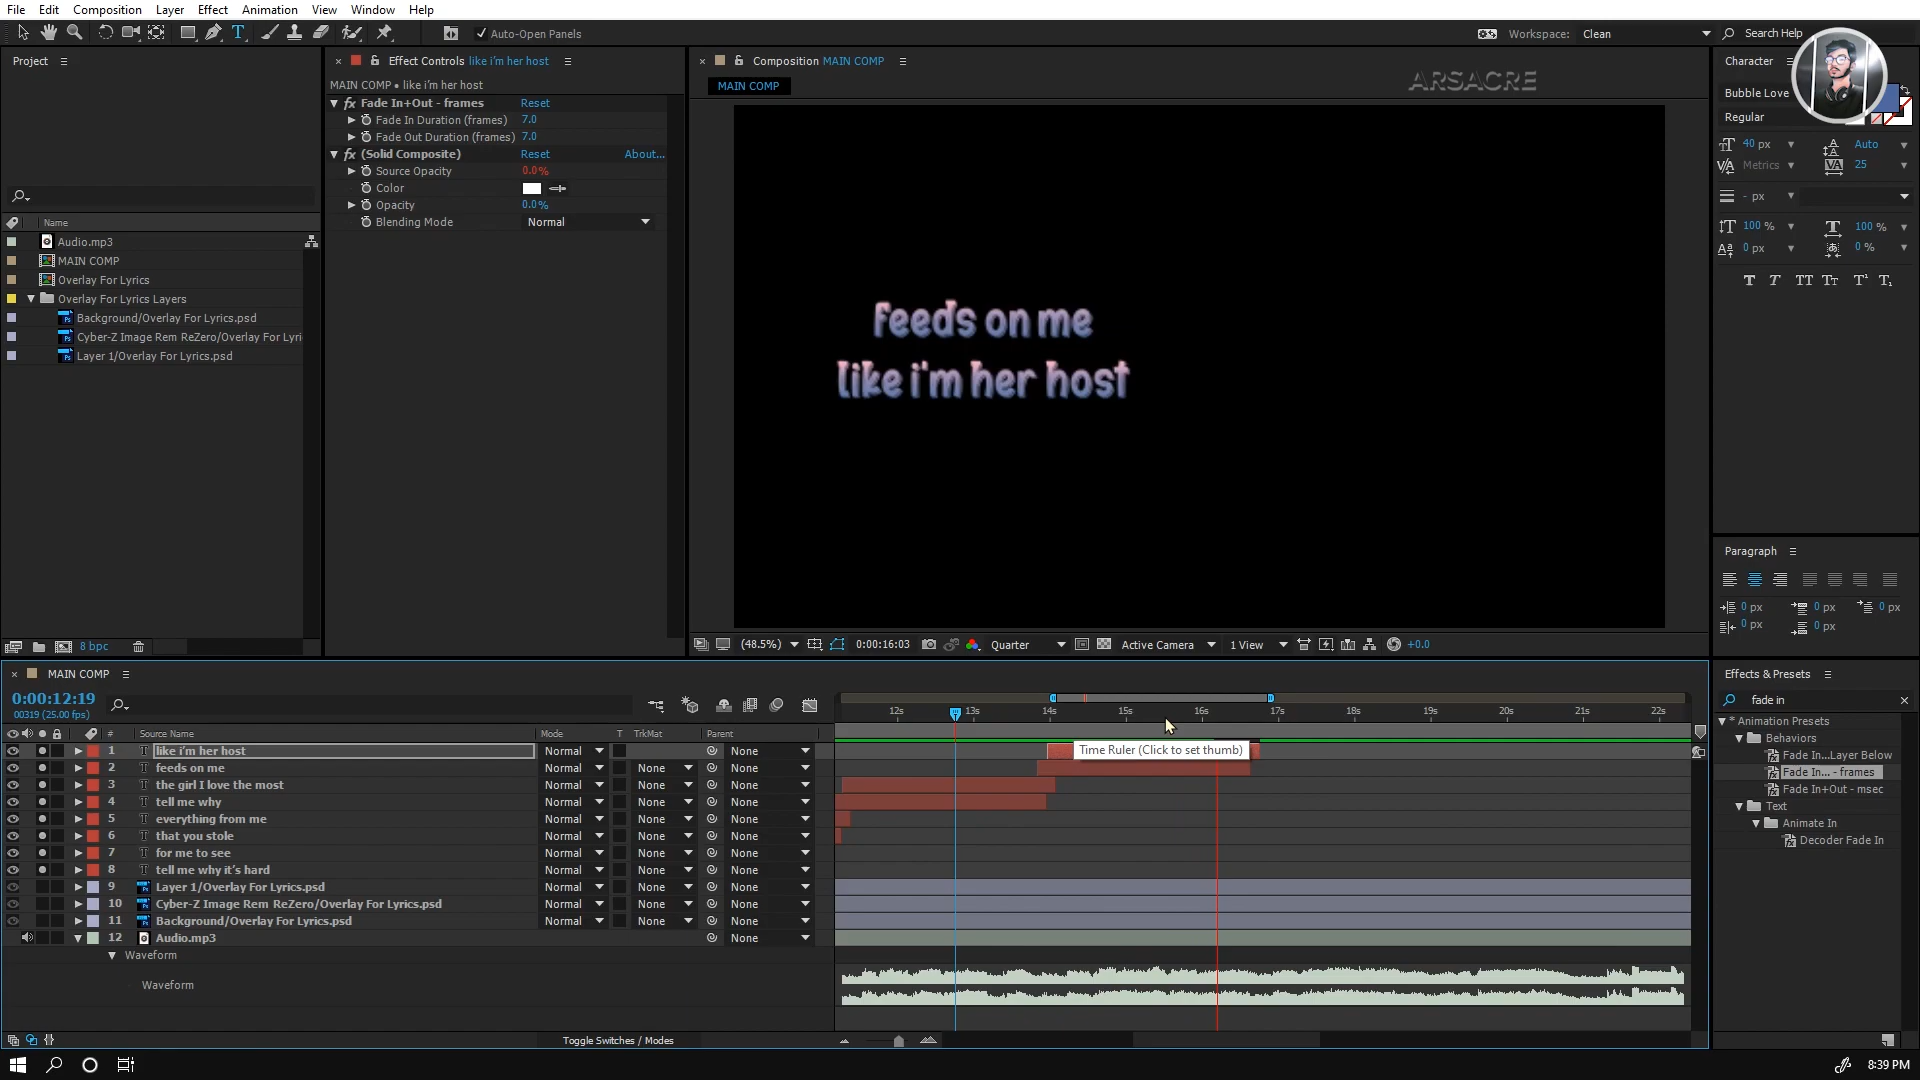 File Edit Composition Layer Effect Animation View Window Help
Auto-Open Panels
Workspace: Clean
Search Help
Project
Effect Controls like i'm her host
Composition MAIN COMP
Character
MAIN COMP • like i'm her host
MAIN COMP
ARSACRE
Bubble Love
Regular
fx Fade In+Out - frames Reset
Fade In Duration (frames) 7.0
Fade Out Duration (frames) 7.0
fx (Solid Composite) Reset About...
Source Opacity 0.0%
Color
Opacity 0.0%
Blending Mode Normal
40 px Auto
Metrics 25
- px
100 % 100 %
0 px 0 %
T T TT Tr T¹ T₁
Name
Audio.mp3
MAIN COMP
Overlay For Lyrics
Overlay For Lyrics Layers
Background/Overlay For Lyrics.psd
Cyber-Z Image Rem ReZero/Overlay For Lyri
Layer 1/Overlay For Lyrics.psd
feeds on me
like i'm her host
Paragraph
0 px 0 px 0 px
0 px 0 px
8 bpc
(48.5%) 0:00:16:03 Quarter Active Camera 1 View +0.0
MAIN COMP
0:00:12:19
00319 (25.00 fps)
12s 13s 14s 15s 16s 17s 18s 19s 20s 21s 22s
# Source Name Mode T TrkMat Parent
1 like i'm her host Normal None
2 feeds on me Normal None None
3 the girl I love the most Normal None None
4 tell me why Normal None None
5 everything from me Normal None None
6 that you stole Normal None None
7 for me to see Normal None None
8 tell me why it's hard Normal None None
9 Layer 1/Overlay For Lyrics.psd Normal None None
10 Cyber-Z Image Rem ReZero/Overlay For Lyrics.psd Normal None None
11 Background/Overlay For Lyrics.psd Normal None None
12 Audio.mp3 None
Waveform
Waveform
Time Ruler (Click to set thumb)
Toggle Switches / Modes
Effects & Presets
fade in
* Animation Presets
Behaviors
Fade In...Layer Below
Fade In... - frames
Fade In+Out - msec
Text
Animate In
Decoder Fade In
8:39 PM